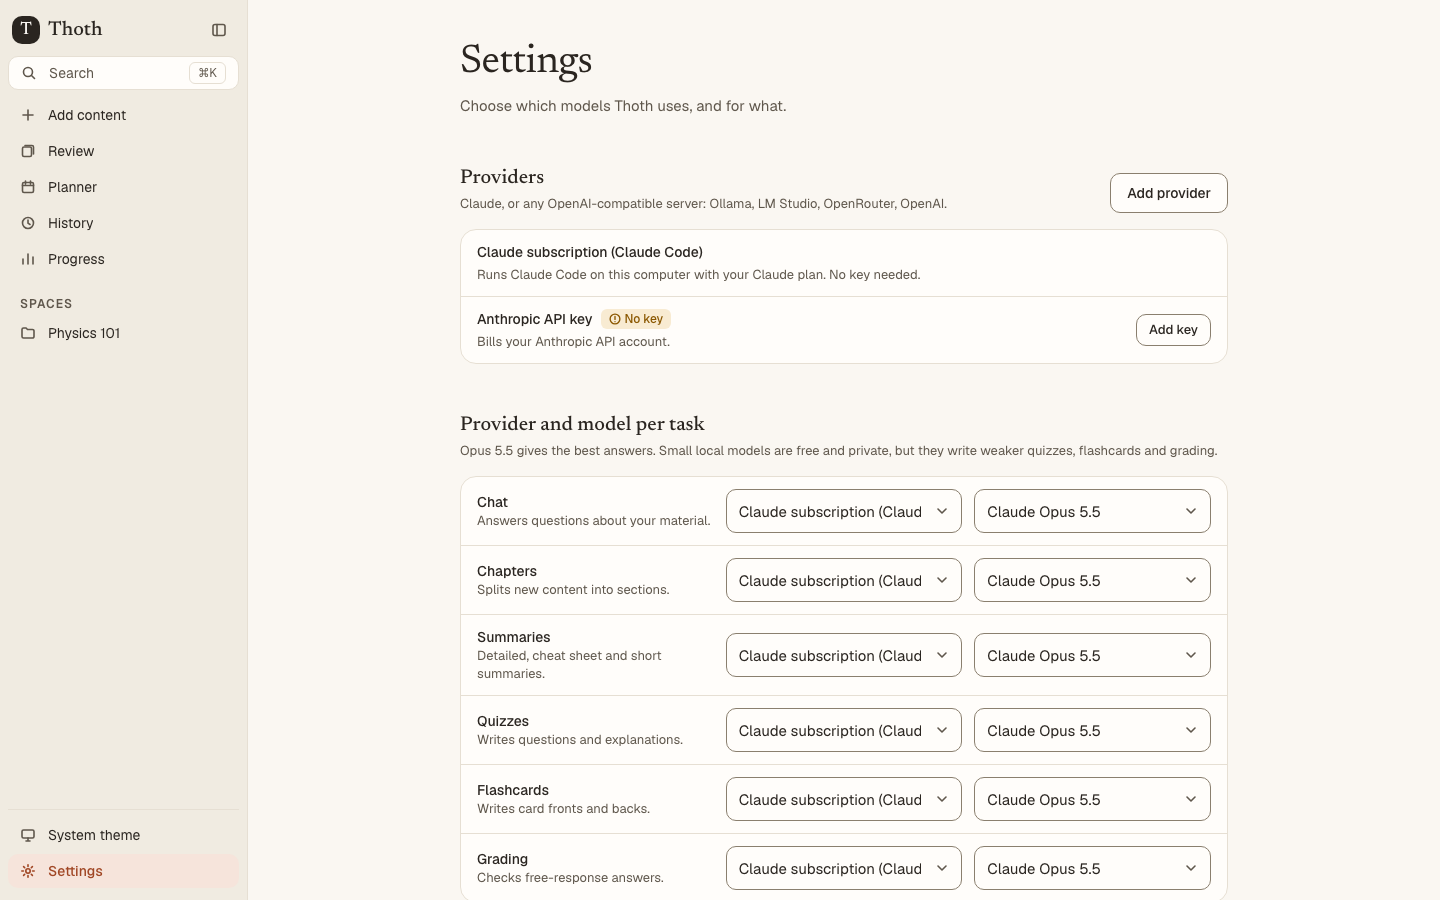 T Thoth
Search ⌘K
Add content
Review
Planner
History
Progress
SPACES
Physics 101
System theme
Settings
Settings
Choose which models Thoth uses, and for what.
Providers
Claude, or any OpenAI-compatible server: Ollama, LM Studio, OpenRouter, OpenAI.
Add provider
Claude subscription (Claude Code)
Runs Claude Code on this computer with your Claude plan. No key needed.
Anthropic API key No key
Bills your Anthropic API account.
Add key
Provider and model per task
Opus 5.5 gives the best answers. Small local models are free and private, but they write weaker quizzes, flashcards and grading.
Chat
Answers questions about your material.
Claude subscription (Claud
Claude Opus 5.5
Chapters
Splits new content into sections.
Claude subscription (Claud
Claude Opus 5.5
Summaries
Detailed, cheat sheet and short
summaries.
Claude subscription (Claud
Claude Opus 5.5
Quizzes
Writes questions and explanations.
Claude subscription (Claud
Claude Opus 5.5
Flashcards
Writes card fronts and backs.
Claude subscription (Claud
Claude Opus 5.5
Grading
Checks free-response answers.
Claude subscription (Claud
Claude Opus 5.5